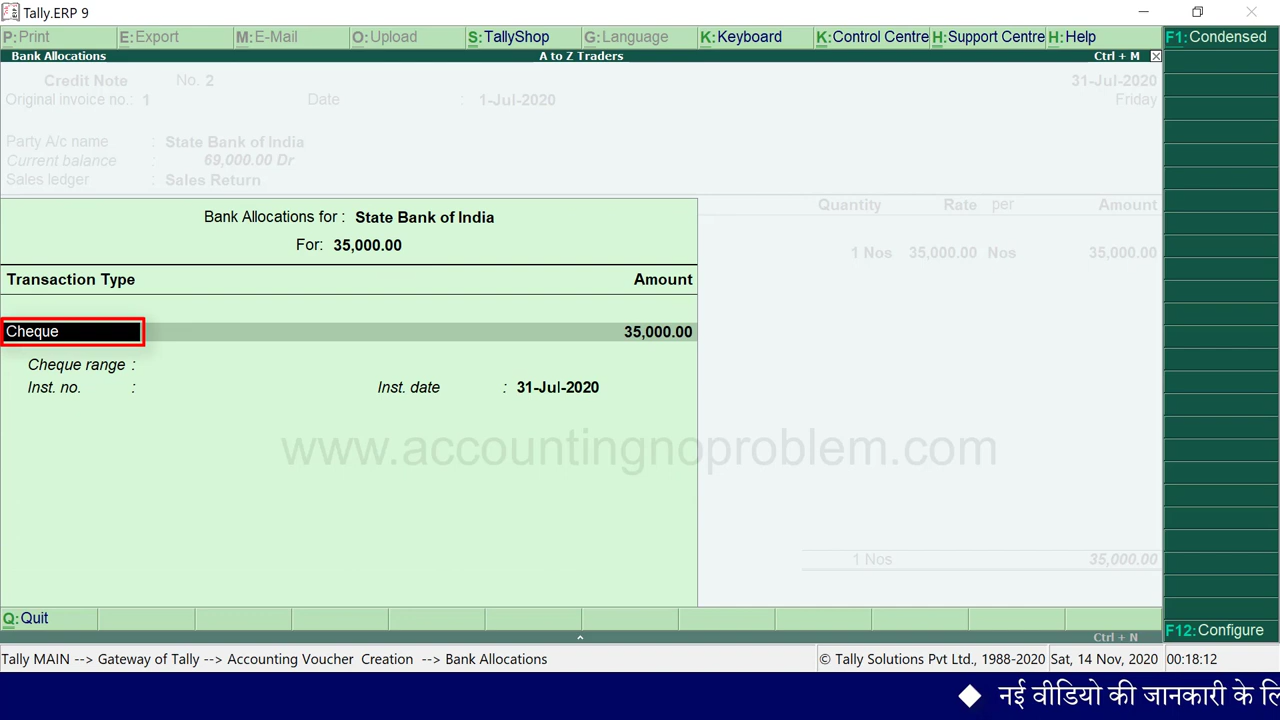 Tally.ERP 9
P:Print E:Export M:E-Mail O:Upload S:TallyShop G:Language K:Keyboard K:Control Centre H:Support Centre H:Help F1:Condensed
Bank Allocations A to Z Traders Ctrl + M
Credit Note No. 2 31-Jul-2020
Original invoice no.: 1 Date : 1-Jul-2020 Friday
Party A/c name : State Bank of India
Current balance : 69,000.00 Dr
Sales ledger : Sales Return
Quantity Rate per Amount
Bank Allocations for : State Bank of India
For: 35,000.00
1 Nos 35,000.00 Nos 35,000.00
Transaction Type Amount
Cheque 35,000.00
Cheque range :
Inst. no. : Inst. date : 31-Jul-2020
www.accountingnoproblem.com
1 Nos 35,000.00
Q:Quit
F12:Configure
Ctrl + N
Tally MAIN --> Gateway of Tally --> Accounting Voucher Creation --> Bank Allocations © Tally Solutions Pvt Ltd., 1988-2020 Sat, 14 Nov, 2020 00:18:12
नई वीडियो की जानकारी के